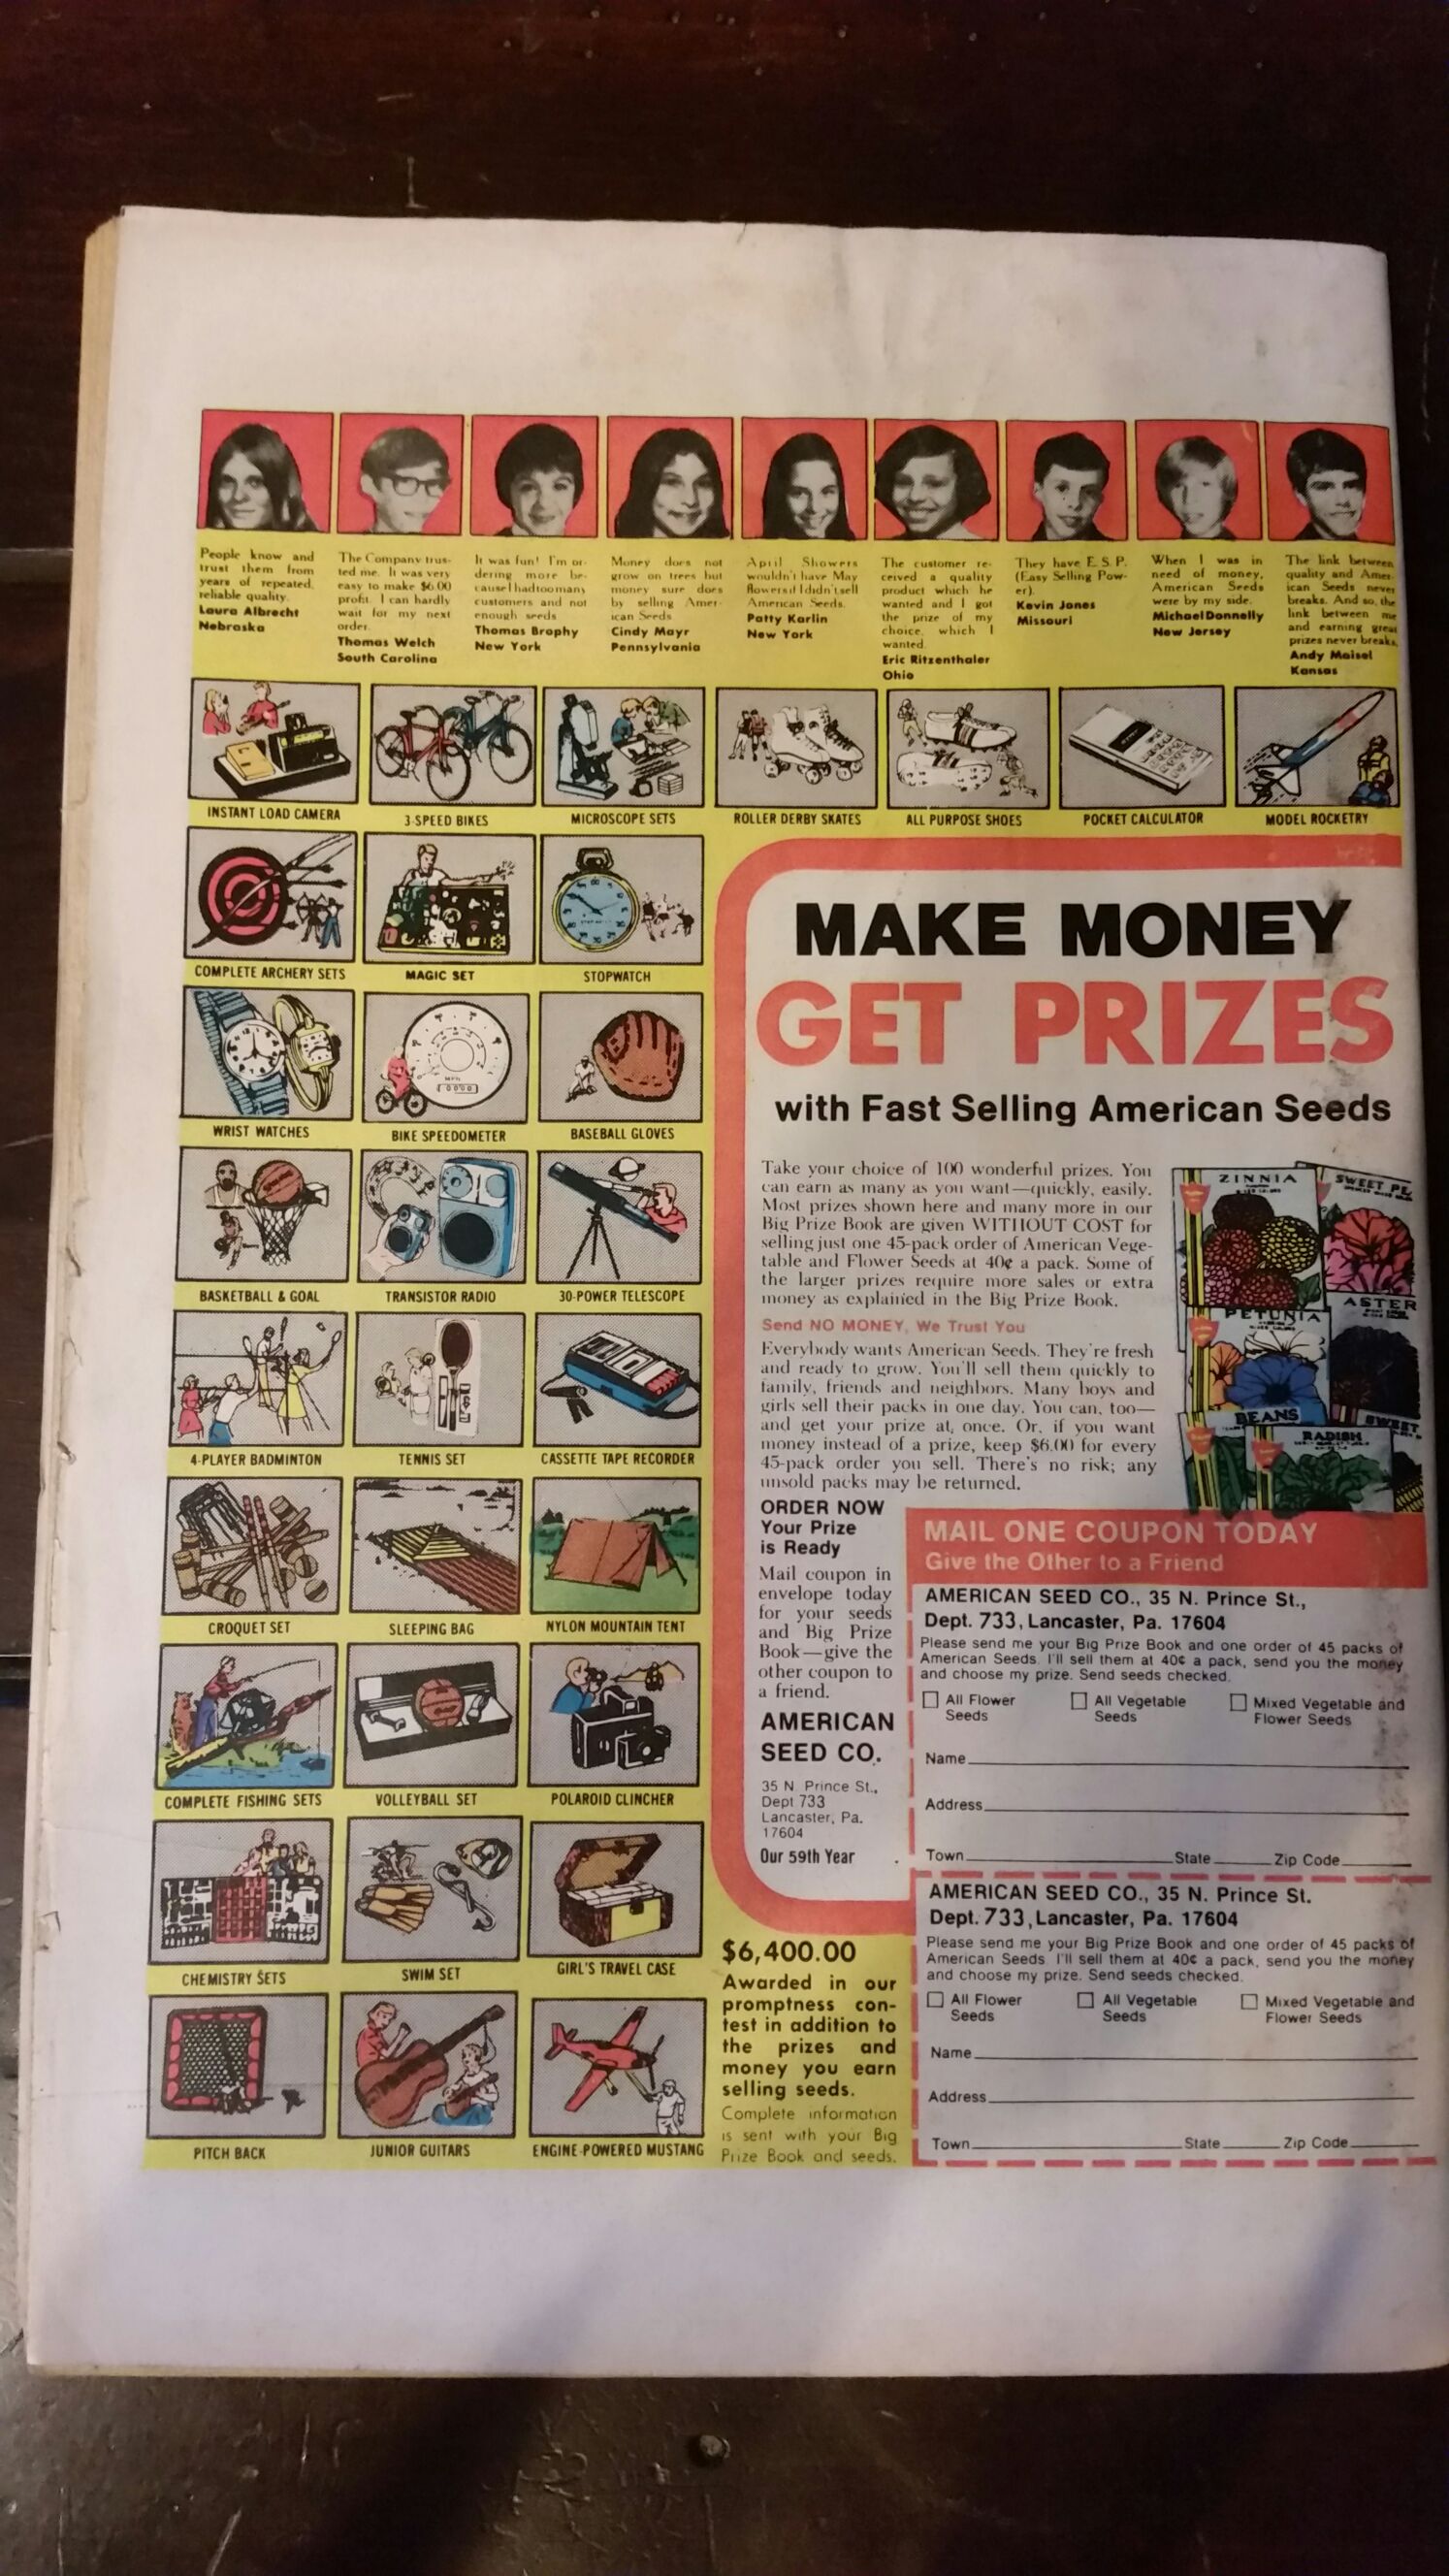 People know and
trust them from
years of repeated,
reliable quality.
Laura Albrecht
Nebraska
The Company trus-
ted me. It was very
easy to make $6.00
profit. I can hardly
wait for my next
order.
Thomas Welch
South Carolina
It was fun! I'm or-
dering more be-
cause I had too many
customers and not
enough seeds
Thomas Brophy
New York
Money does not
grow on trees but
money sure does
by selling Amer-
ican Seeds
Cindy Mayr
Pennsylvania
April Showers
wouldn't have May
flowers if I didn't sell
American Seeds.
Patty Karlin
New York
The customer re-
ceived a quality
product which he
wanted and I got
the prize of my
choice, which I
wanted.
Eric Ritzenthaler
Ohio
They have E.S.P.
(Easy Selling Pow-
er).
Kevin Jones
Missouri
When I was in
need of money,
American Seeds
were by my side.
Michael Donnelly
New Jersey
The link between
quality and Amer-
ican Seeds never
breaks. And so, the
link between me
and earning great
prizes never breaks.
Andy Maisel
Kansas
INSTANT LOAD CAMERA
3-SPEED BIKES
MICROSCOPE SETS
ROLLER DERBY SKATES
ALL PURPOSE SHOES
POCKET CALCULATOR
MODEL ROCKETRY
COMPLETE ARCHERY SETS
MAGIC SET
STOPWATCH
WRIST WATCHES
BIKE SPEEDOMETER
BASEBALL GLOVES
BASKETBALL & GOAL
TRANSISTOR RADIO
30-POWER TELESCOPE
4-PLAYER BADMINTON
TENNIS SET
CASSETTE TAPE RECORDER
CROQUET SET
SLEEPING BAG
NYLON MOUNTAIN TENT
COMPLETE FISHING SETS
VOLLEYBALL SET
POLAROID CLINCHER
CHEMISTRY SETS
SWIM SET
GIRL'S TRAVEL CASE
PITCH BACK
JUNIOR GUITARS
ENGINE-POWERED MUSTANG
MAKE MONEY
GET PRIZES
with Fast Selling American Seeds
Take your choice of 100 wonderful prizes. You
can earn as many as you want—quickly, easily.
Most prizes shown here and many more in our
Big Prize Book are given WITHOUT COST for
selling just one 45-pack order of American Vege-
table and Flower Seeds at 40¢ a pack. Some of
the larger prizes require more sales or extra
money as explained in the Big Prize Book.
Send NO MONEY, We Trust You
Everybody wants American Seeds. They're fresh
and ready to grow. You'll sell them quickly to
family, friends and neighbors. Many boys and
girls sell their packs in one day. You can, too—
and get your prize at once. Or, if you want
money instead of a prize, keep $6.00 for every
45-pack order you sell. There's no risk; any
unsold packs may be returned.
ZINNIA
SWEET PE
PETUNIA
ASTER
BEANS
RADISH
SWEET
ORDER NOW
Your Prize
is Ready
Mail coupon in
envelope today
for your seeds
and Big Prize
Book—give the
other coupon to
a friend.
AMERICAN
SEED CO.
35 N. Prince St.,
Dept 733
Lancaster, Pa.
17604
Our 59th Year
$6,400.00
Awarded in our
promptness con-
test in addition to
the prizes and
money you earn
selling seeds.
Complete information
is sent with your Big
Prize Book and seeds.
MAIL ONE COUPON TODAY
Give the Other to a Friend
AMERICAN SEED CO., 35 N. Prince St.,
Dept. 733, Lancaster, Pa. 17604
Please send me your Big Prize Book and one order of 45 packs of
American Seeds. I'll sell them at 40¢ a pack, send you the money
and choose my prize. Send seeds checked.
All Flower Seeds
All Vegetable Seeds
Mixed Vegetable and Flower Seeds
Name
Address
Town State Zip Code
AMERICAN SEED CO., 35 N. Prince St.
Dept. 733, Lancaster, Pa. 17604
Please send me your Big Prize Book and one order of 45 packs of
American Seeds I'll sell them at 40¢ a pack, send you the money
and choose my prize. Send seeds checked.
All Flower Seeds
All Vegetable Seeds
Mixed Vegetable and Flower Seeds
Name
Address
Town State Zip Code